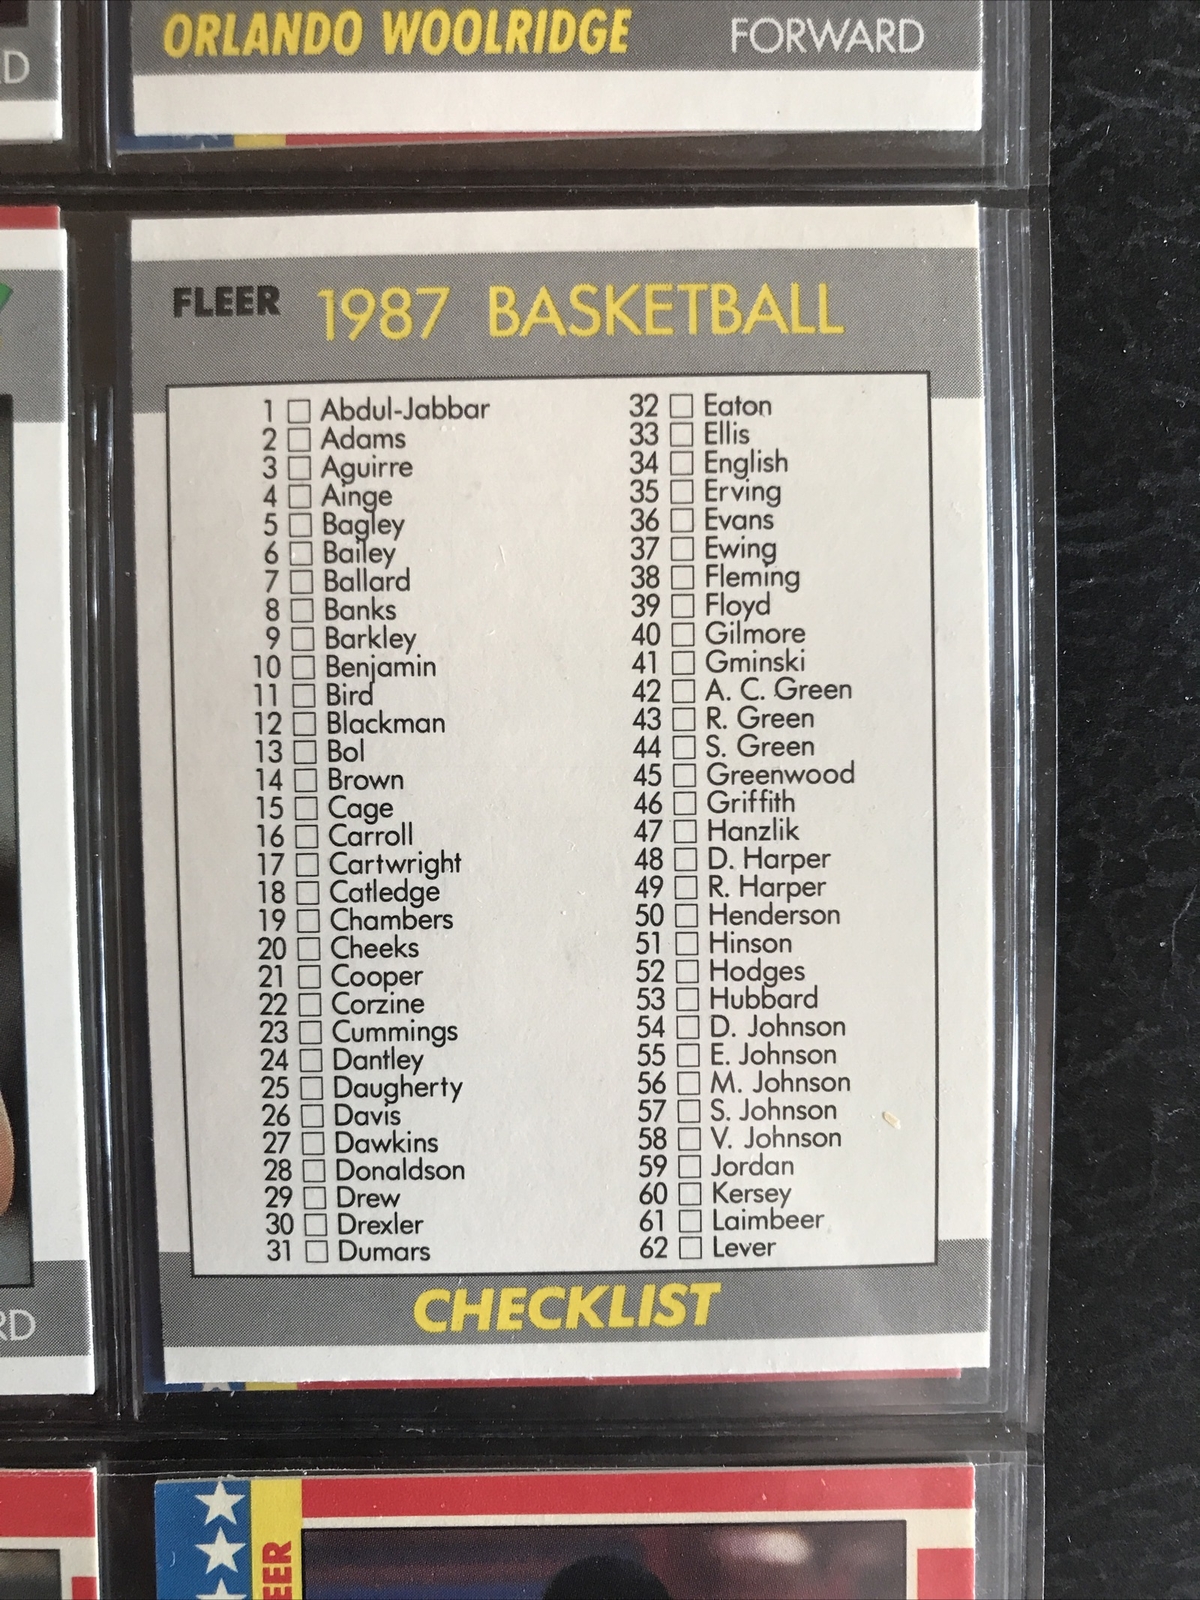 ORLANDO WOOLRIDGE FORWARD
FLEER 1987 BASKETBALL
1 Abdul-Jabbar
2 Adams
3 Aguirre
4 Ainge
5 Bagley
6 Bailey
7 Ballard
8 Banks
9 Barkley
10 Benjamin
11 Bird
12 Blackman
13 Bol
14 Brown
15 Cage
16 Carroll
17 Cartwright
18 Catledge
19 Chambers
20 Cheeks
21 Cooper
22 Corzine
23 Cummings
24 Dantley
25 Daugherty
26 Davis
27 Dawkins
28 Donaldson
29 Drew
30 Drexler
31 Dumars
32 Eaton
33 Ellis
34 English
35 Erving
36 Evans
37 Ewing
38 Fleming
39 Floyd
40 Gilmore
41 Gminski
42 A. C. Green
43 R. Green
44 S. Green
45 Greenwood
46 Griffith
47 Hanzlik
48 D. Harper
49 R. Harper
50 Henderson
51 Hinson
52 Hodges
53 Hubbard
54 D. Johnson
55 E. Johnson
56 M. Johnson
57 S. Johnson
58 V. Johnson
59 Jordan
60 Kersey
61 Laimbeer
62 Lever
CHECKLIST